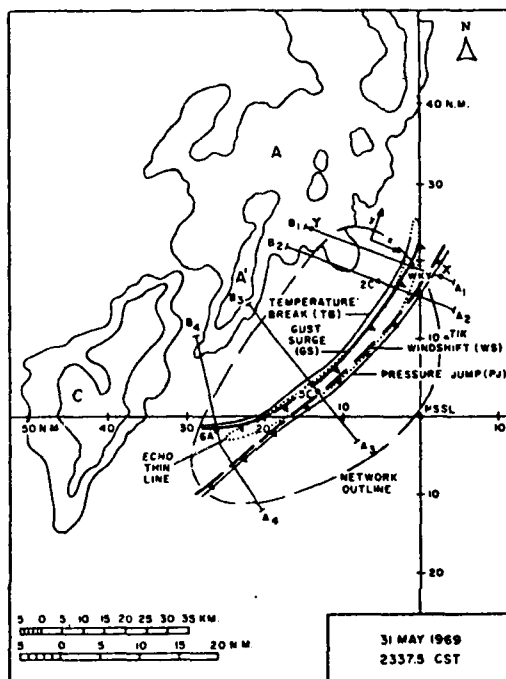 N
40 N.M.
30
A
B1
Y
y
x
B2
A'
B3
WKY
X
A1
2C
A2
TEMPERATURE
BREAK (TB)
B4
GUST
SURGE (GS)
10
TIK
WINDSHIFT (WS)
PRESSURE JUMP (PJ)
C
5C
50 N.M.
30
20
10
NSSL
10
6A
ECHO
THIN
LINE
A3
NETWORK
OUTLINE
10
A4
20
5 0 5 10 15 20 25 30 35 KM.
5 0 5 10 15 20 N.M.
31 MAY 1969
2337.5 CST